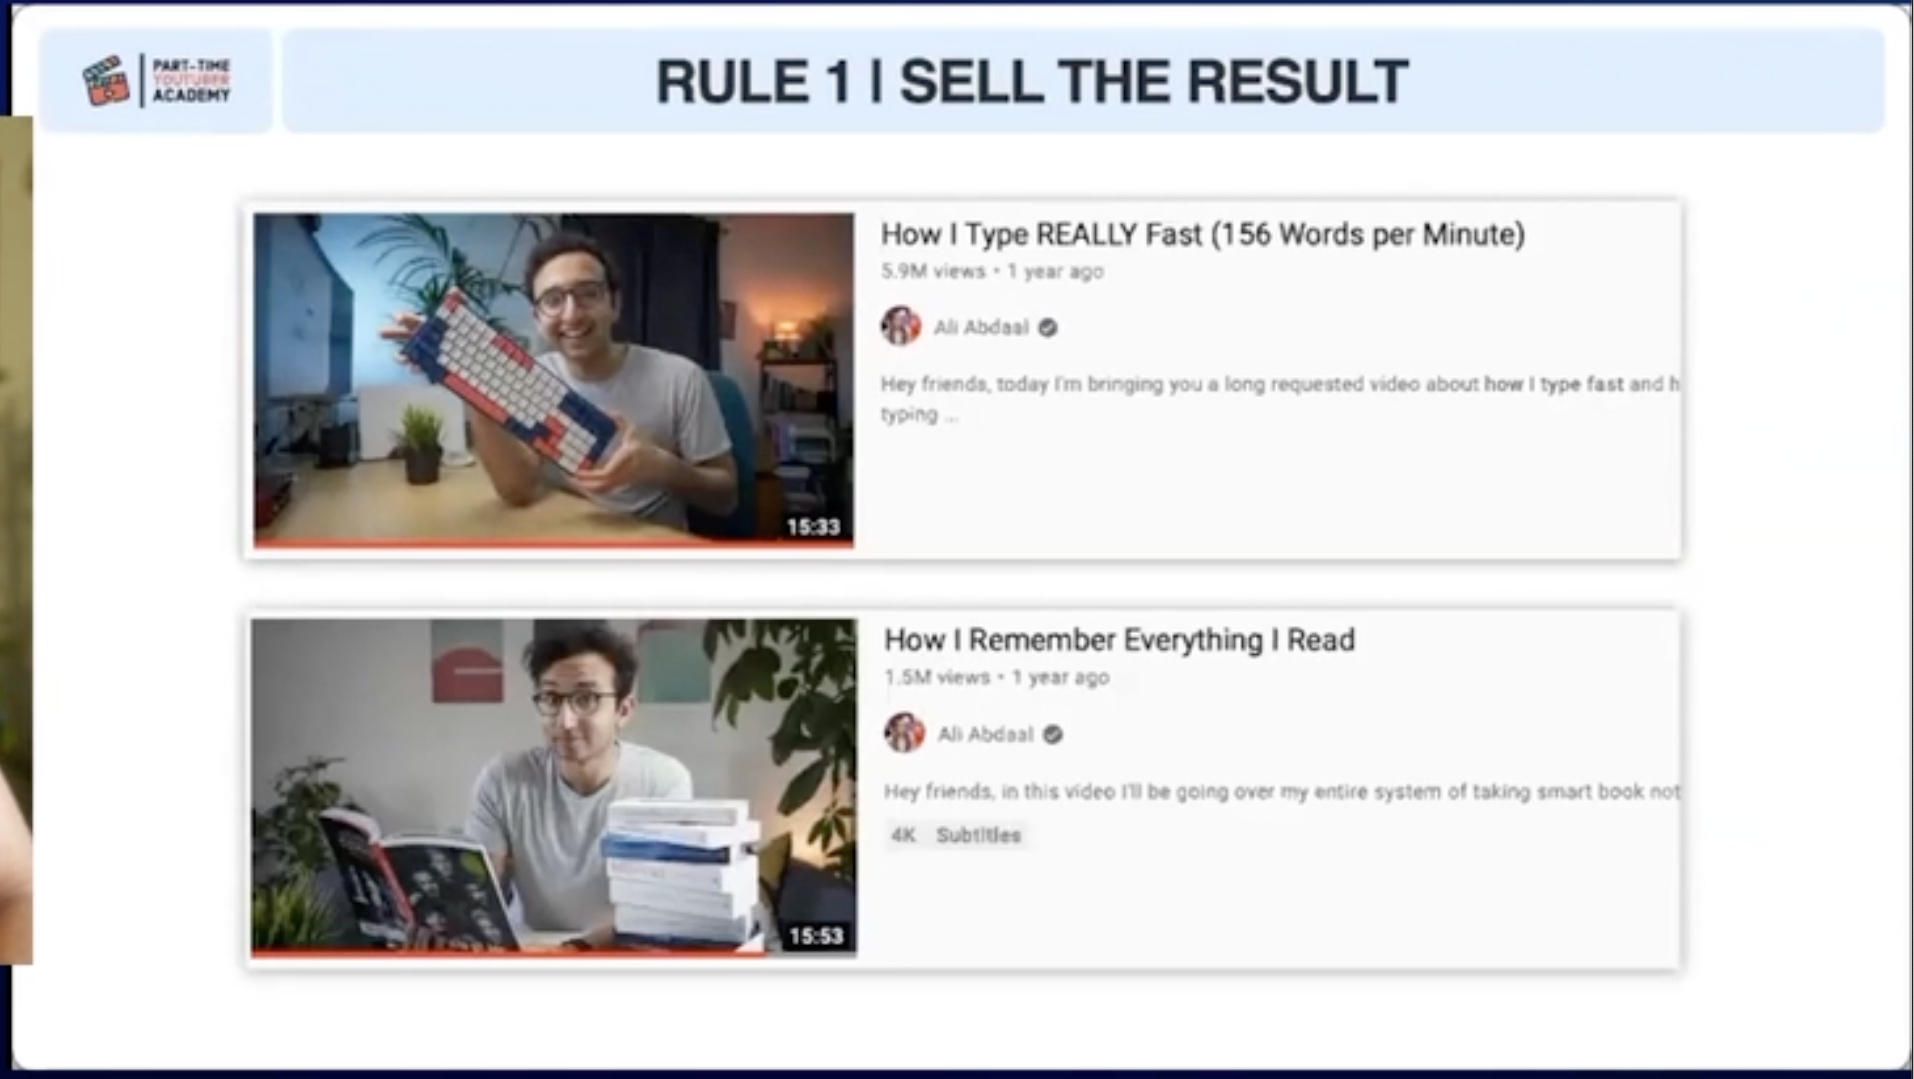 PART-TIME
YOUTUBER
ACADEMY
RULE 1 | SELL THE RESULT
How I Type REALLY Fast (156 Words per Minute)
5.9M views • 1 year ago
Ali Abdaal
Hey friends, today I'm bringing you a long requested video about how I type fast and h
typing ...
15:33
How I Remember Everything I Read
1.5M views • 1 year ago
Ali Abdaal
Hey friends, in this video I'll be going over my entire system of taking smart book not
4K Subtitles
15:53